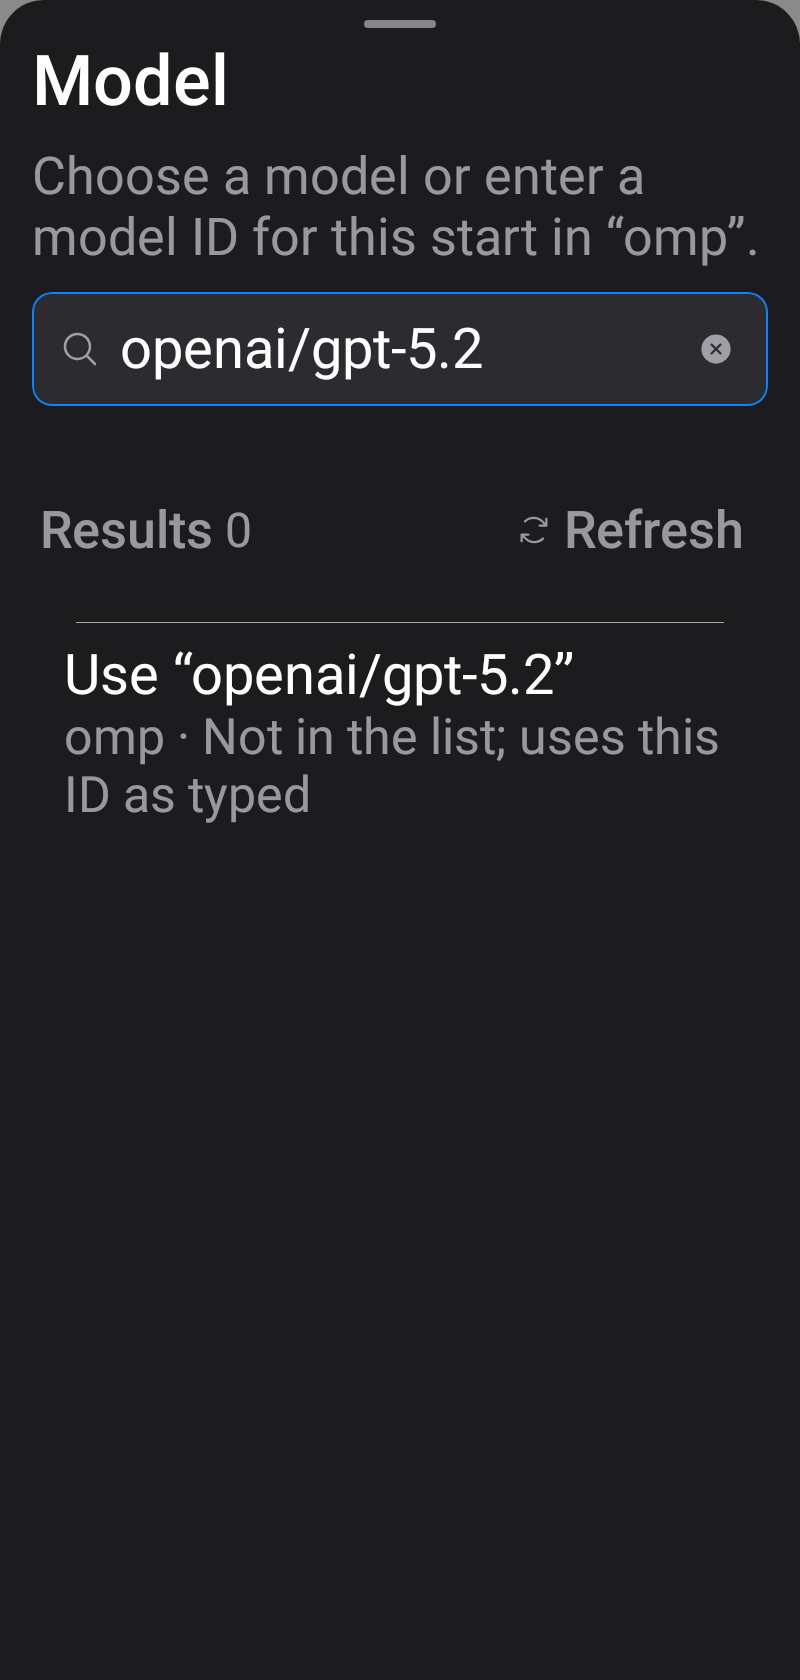 Model
Choose a model or enter a
model ID for this start in “omp”.
openai/gpt-5.2
Results 0
Refresh
Use “openai/gpt-5.2”
omp · Not in the list; uses this
ID as typed